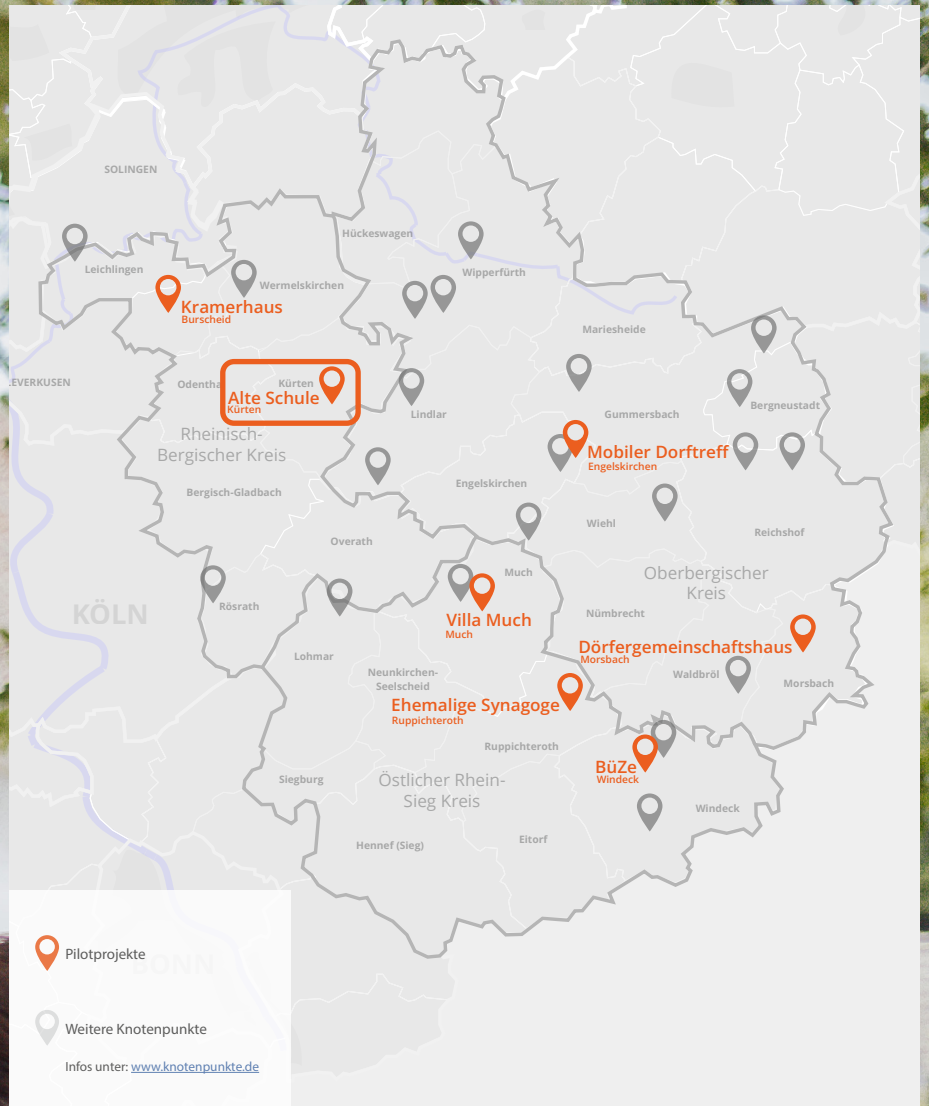 SOLINGEN
Hückeswagen
Leichlingen
Wipperfürth
Wermelskirchen
Kramerhaus
Burscheid
Mariesheide
EVERKUSEN
Odentha
Kürten
Alte Schule
Kürten
Lindlar
Gummersbach
Bergneustadt
Rheinisch-
Bergischer Kreis
Mobiler Dorftreff
Engelskirchen
Engelskirchen
Bergisch-Gladbach
Wiehl
Reichshof
Overath
Much
Oberbergischer
Kreis
Rösrath
KÖLN
Nümbrecht
Villa Much
Much
Dörfergemeinschaftshaus
Morsbach
Lohmar
Neunkirchen-
Seelscheid
Waldbröl
Morsbach
Ehemalige Synagoge
Ruppichteroth
Ruppichteroth
BüZe
Windeck
Siegburg
Östlicher Rhein-
Sieg Kreis
Windeck
Eitorf
Hennef (Sieg)
Pilotprojekte
BONN
Weitere Knotenpunkte
Infos unter: www.knotenpunkte.de